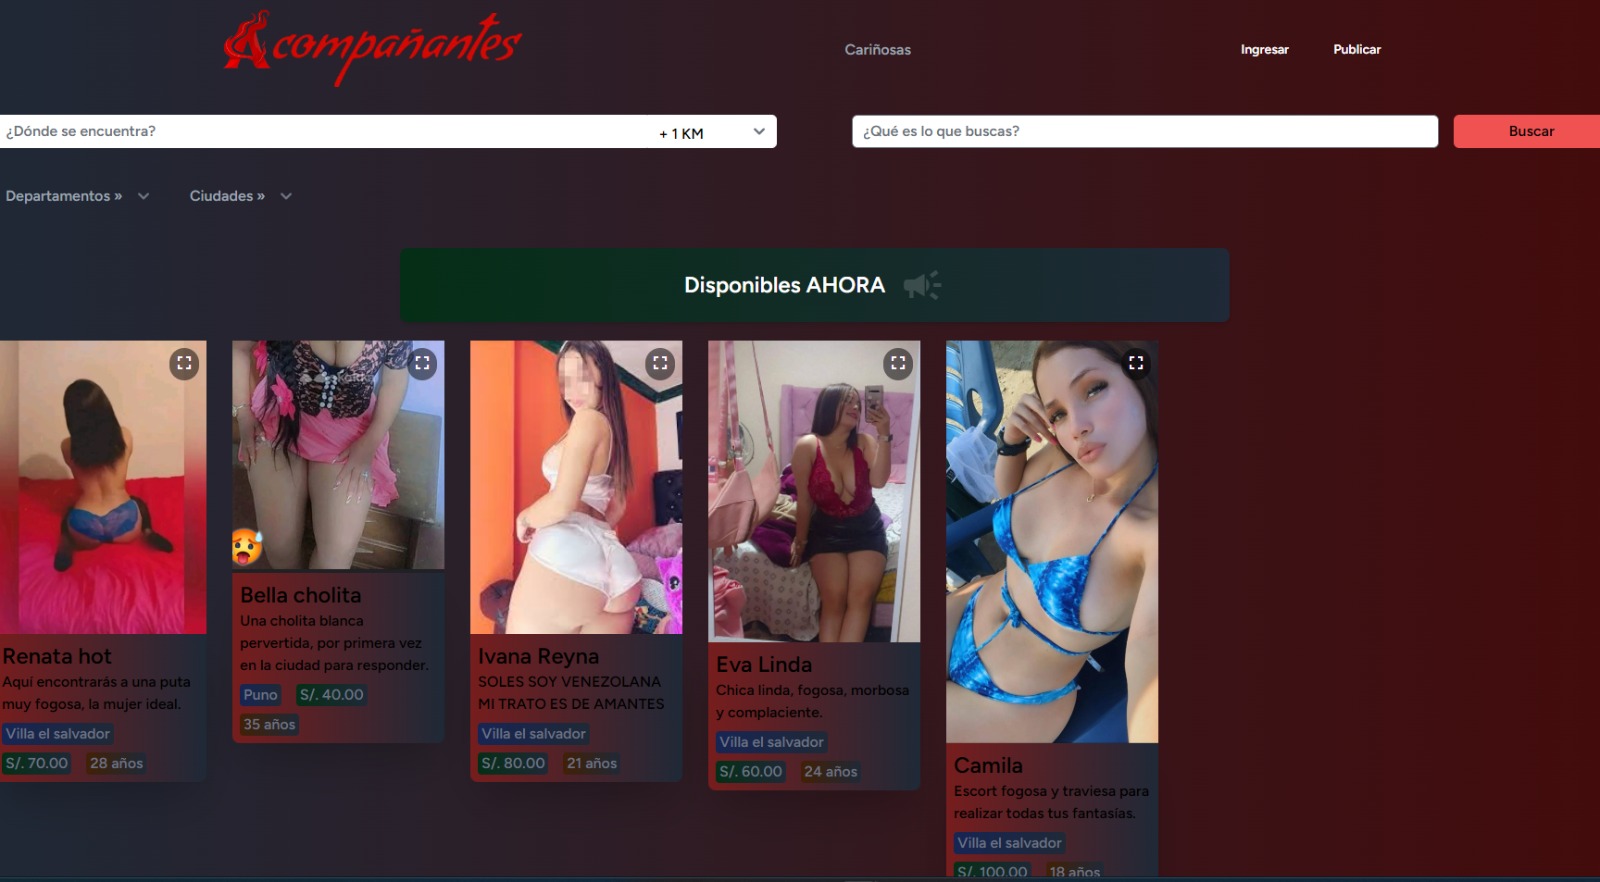 Acompañantes
Cariñosas
Ingresar
Publicar
¿Dónde se encuentra?
+ 1 KM
¿Qué es lo que buscas?
Buscar
Departamentos »
Ciudades »
Disponibles AHORA
Renata hot
Aquí encontrarás a una puta
muy fogosa, la mujer ideal.
Villa el salvador
S/. 70.00
28 años
Bella cholita
Una cholita blanca
pervertida, por primera vez
en la ciudad para responder.
Puno
S/. 40.00
35 años
Ivana Reyna
SOLES SOY VENEZOLANA
MI TRATO ES DE AMANTES
Villa el salvador
S/. 80.00
21 años
Eva Linda
Chica linda, fogosa, morbosa
y complaciente.
Villa el salvador
S/. 60.00
24 años
Camila
Escort fogosa y traviesa para
realizar todas tus fantasías.
Villa el salvador
S/. 100.00
18 años